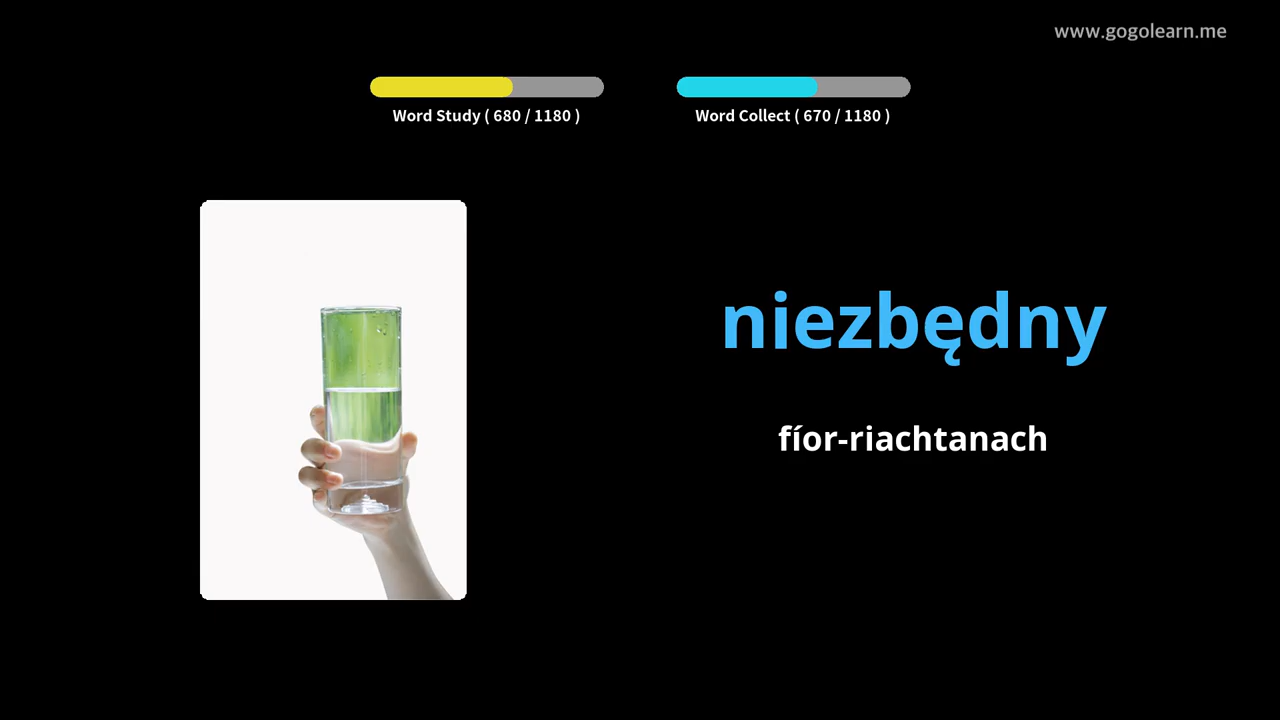 www.gogolearn.me
Word Study ( 680 / 1180 )
Word Collect ( 670 / 1180 )
niezbędny
fíor-riachtanach